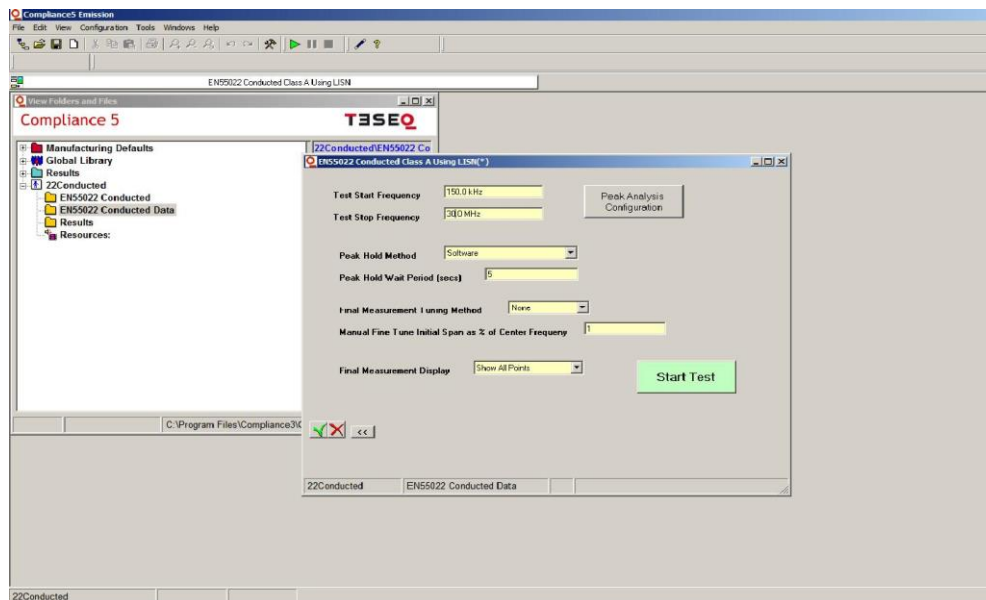 Compliance5 Emission
File Edit View Configuration Tools Windows Help
EN55022 Conducted Class A Using LISN
View Folders and Files
Compliance 5
TESEQ
Manufacturing Defaults
Global Library
Results
22Conducted
EN55022 Conducted
EN55022 Conducted Data
Results
Resources:
22Conducted\EN55022 Co
C:\Program Files\Compliance3\C
EN55022 Conducted Class A Using LISN(*)
Test Start Frequency 150.0 kHz
Peak Analysis
Configuration
Test Stop Frequency 30.0 MHz
Peak Hold Method Software
Peak Hold Wait Period (secs) 5
Final Measurement Tuning Method None
Manual Fine Tune Initial Span as % of Center Frequeny 1
Final Measurement Display Show All Points
Start Test
<<
22Conducted EN55022 Conducted Data
22Conducted